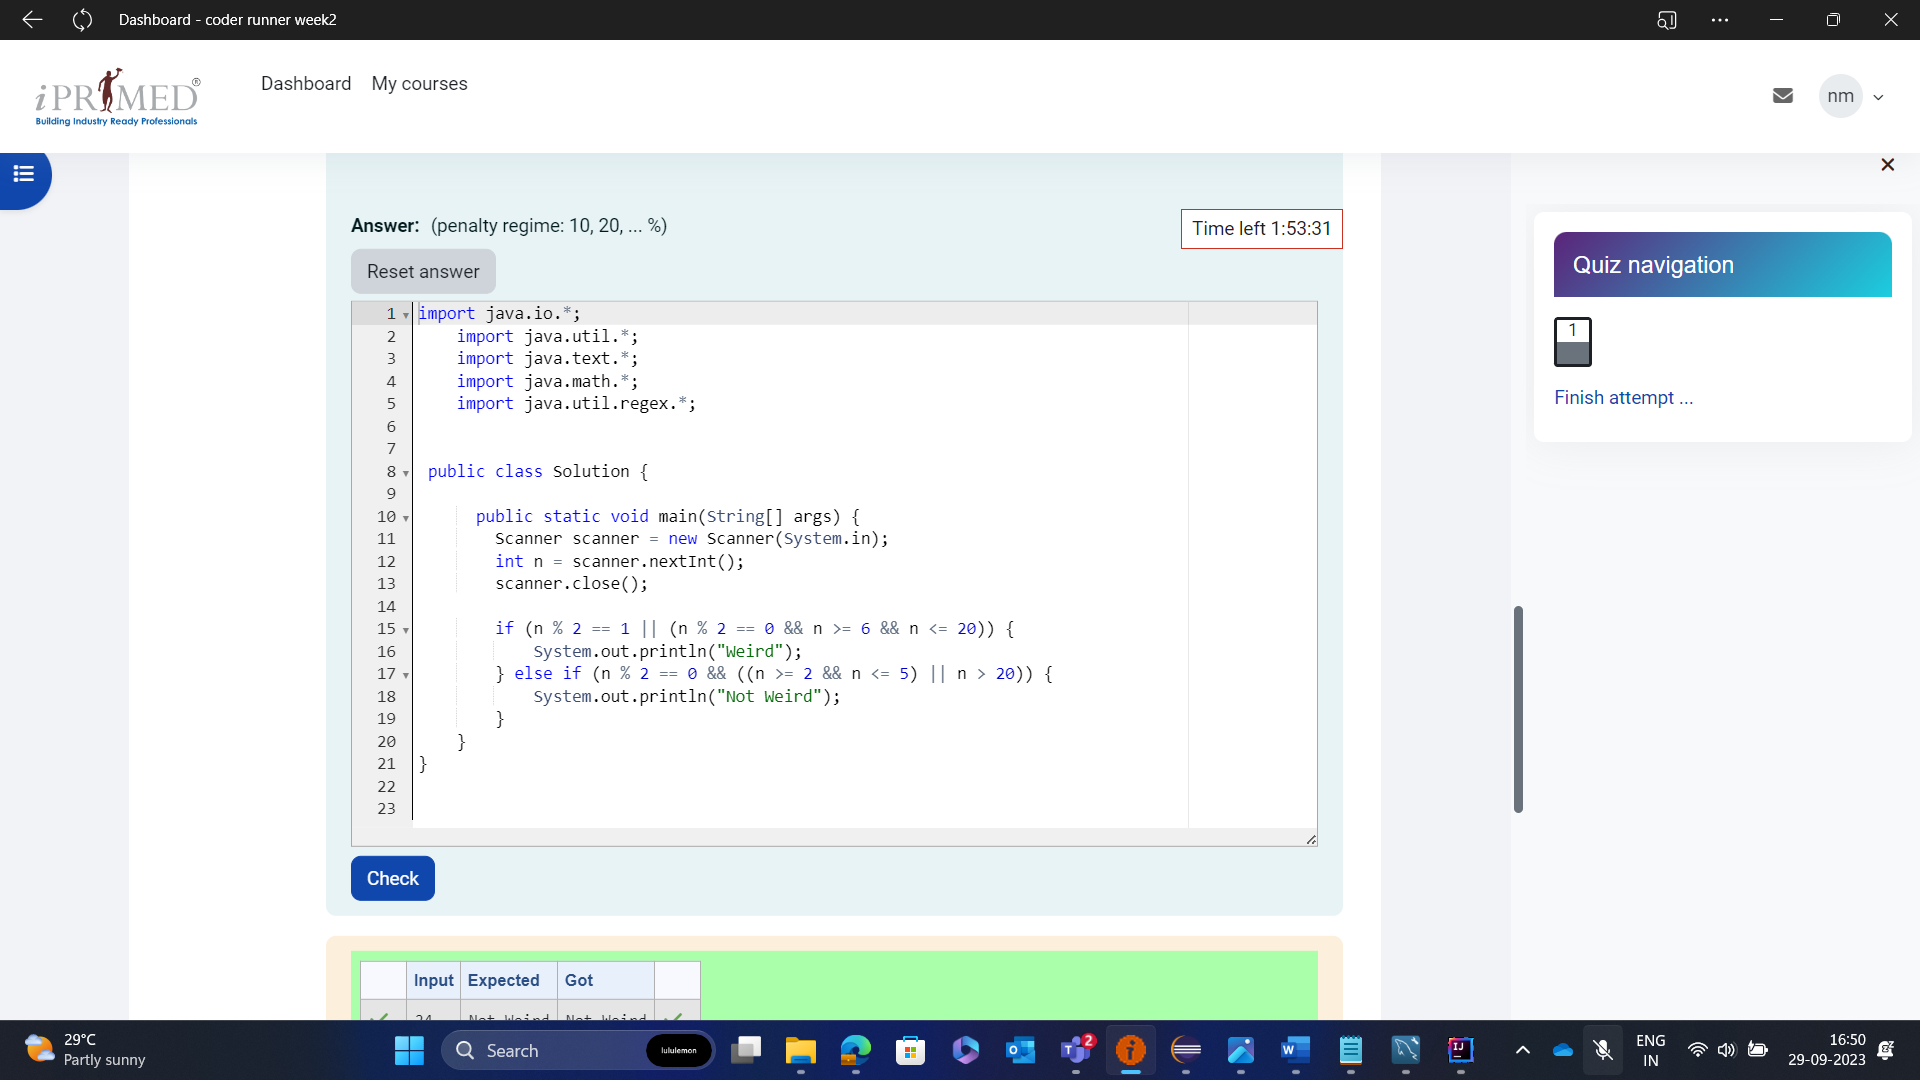 Dashboard - coder runner week2
iPRIMED®
Building Industry Ready Professionals
Dashboard My courses
nm
Answer: (penalty regime: 10, 20, ... %)
Time left 1:53:31
Reset answer
1 import java.io.*;
2 import java.util.*;
3 import java.text.*;
4 import java.math.*;
5 import java.util.regex.*;
6
7
8 public class Solution {
9
10 public static void main(String[] args) {
11 Scanner scanner = new Scanner(System.in);
12 int n = scanner.nextInt();
13 scanner.close();
14
15 if (n % 2 == 1 || (n % 2 == 0 && n >= 6 && n <= 20)) {
16 System.out.println("Weird");
17 } else if (n % 2 == 0 && ((n >= 2 && n <= 5) || n > 20)) {
18 System.out.println("Not Weird");
19 }
20 }
21 }
22
23
Check
Input Expected Got
24 Not Weird Not Weird
Quiz navigation
1
Finish attempt ...
29°C
Partly sunny
Search
lululemon
2
ENG
IN
16:50
29-09-2023